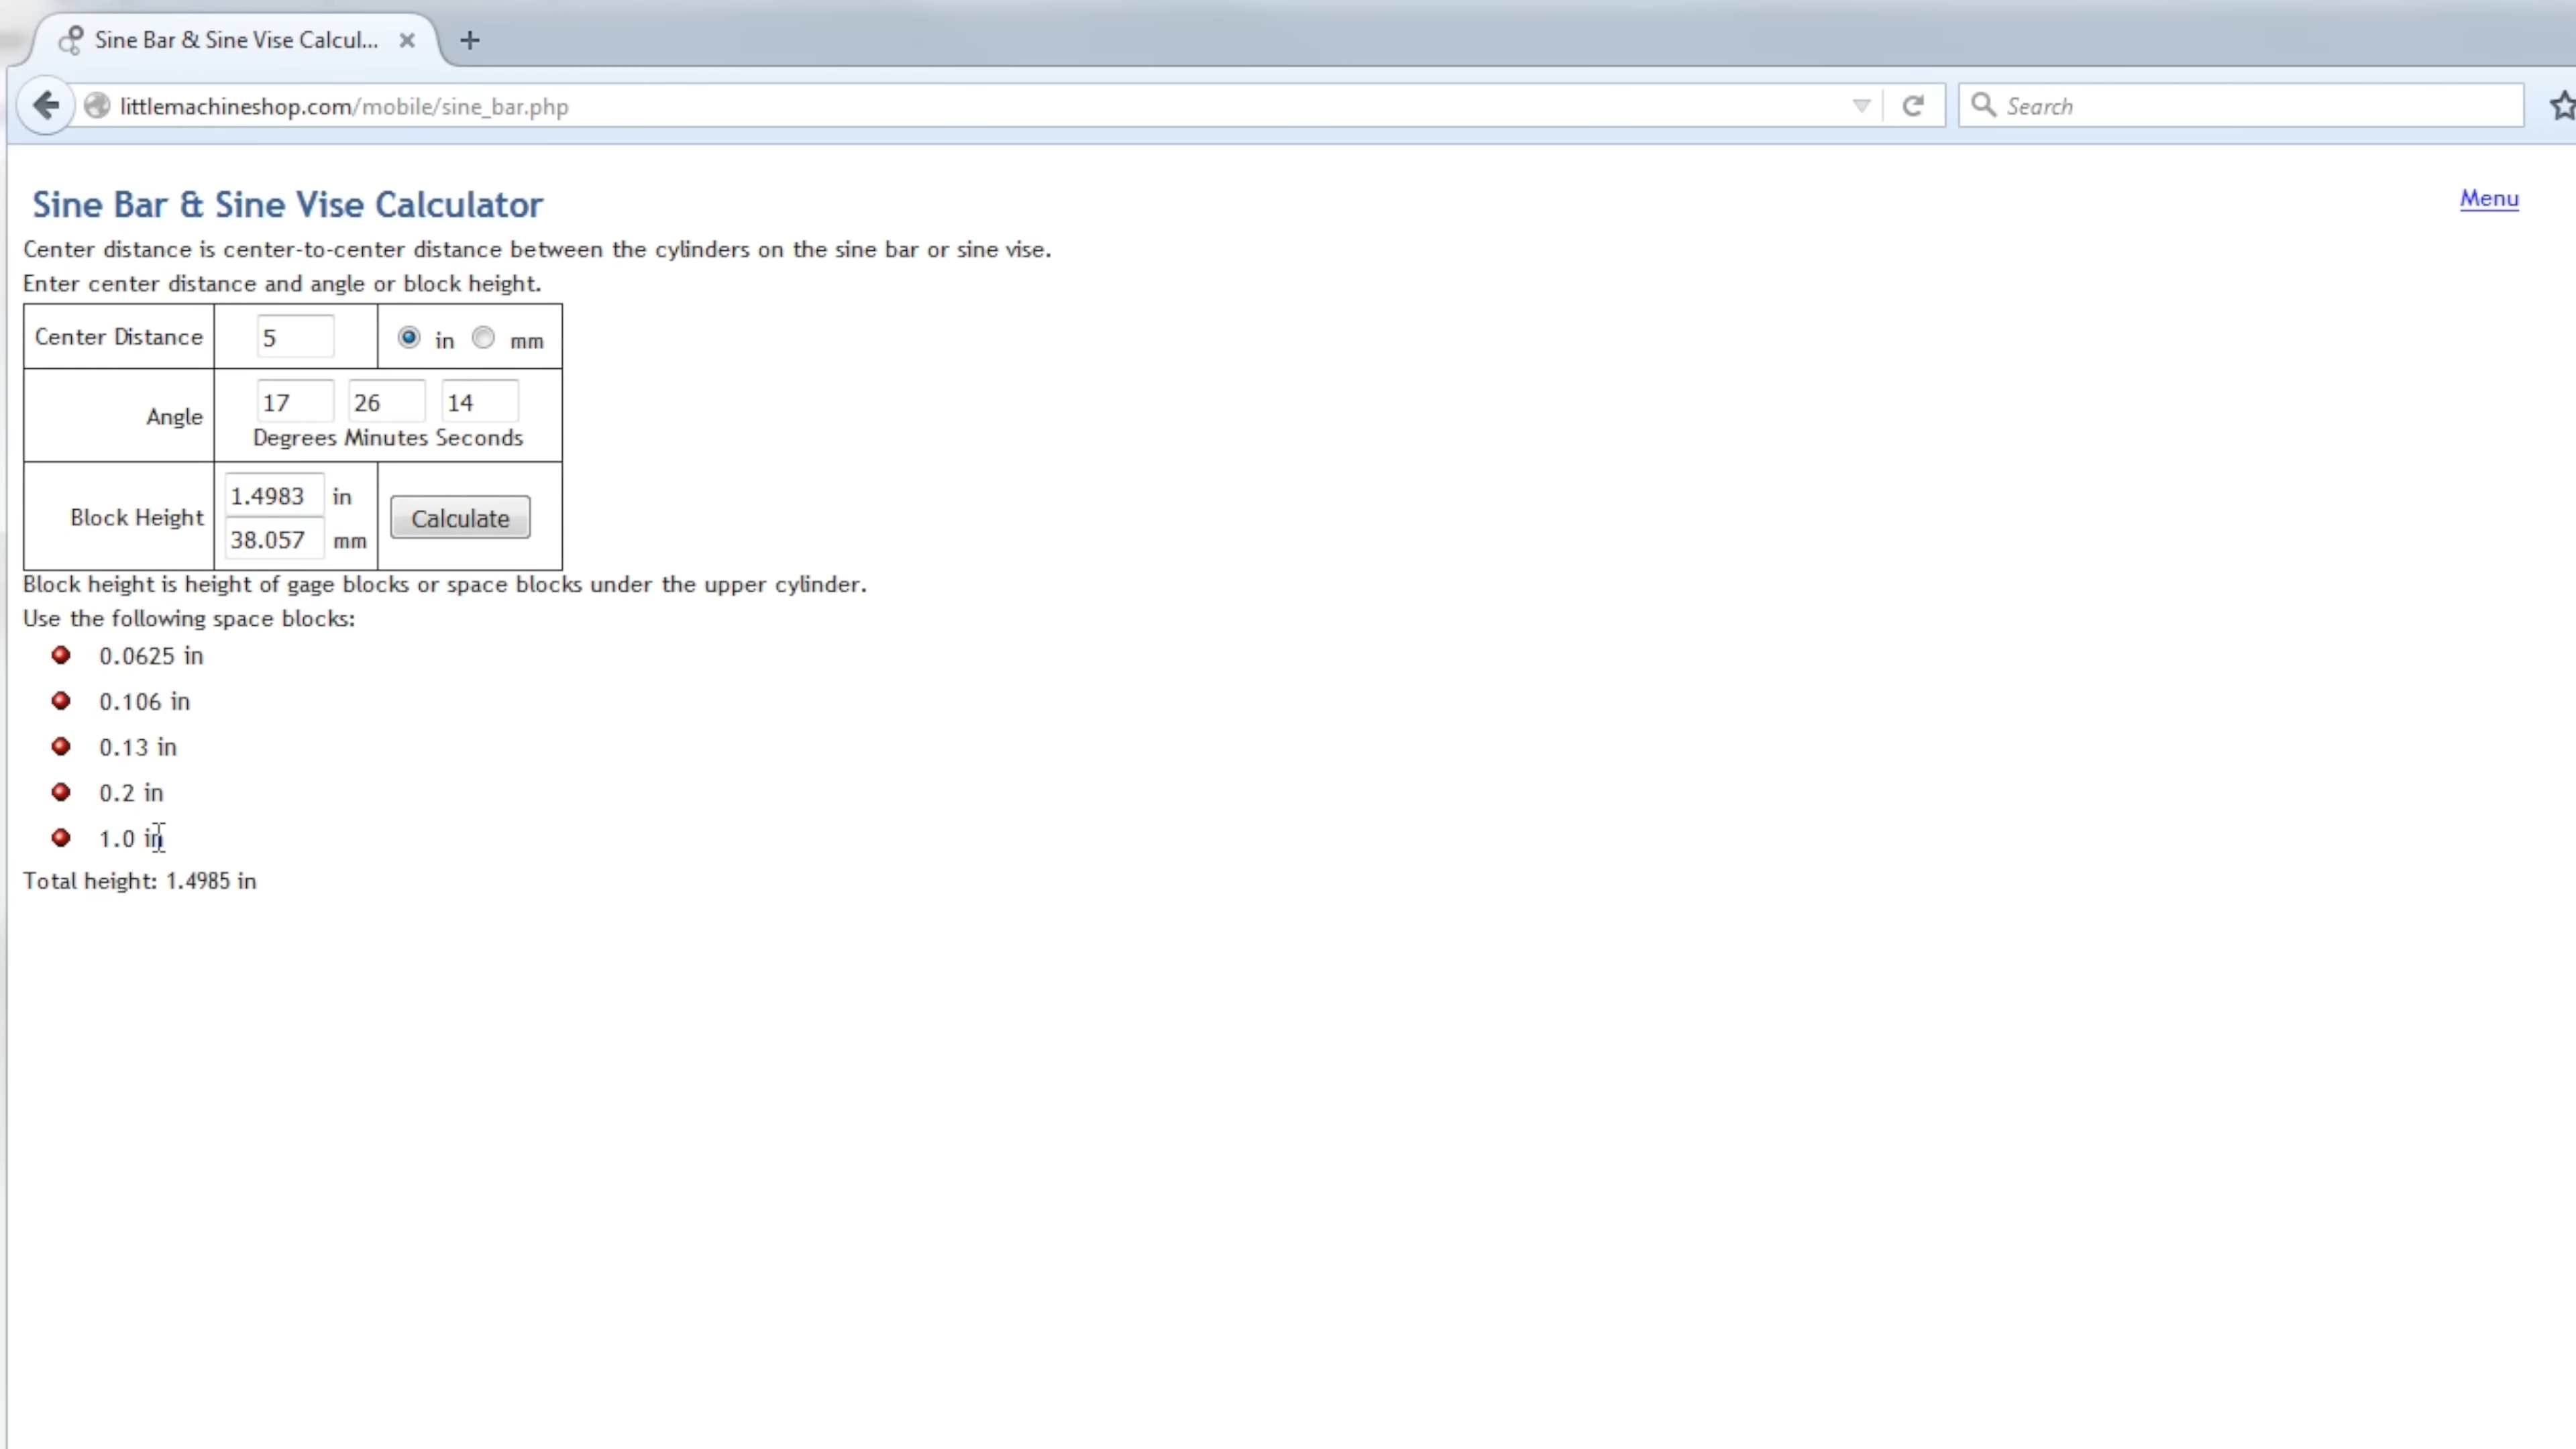 Sine Bar & Sine Vise Calcul...
littlemachineshop.com/mobile/sine_bar.php
Search
Sine Bar & Sine Vise Calculator
Menu
Center distance is center-to-center distance between the cylinders on the sine bar or sine vise.
Enter center distance and angle or block height.
Center Distance 5 in mm
Angle 17 26 14
Degrees Minutes Seconds
Block Height 1.4983 in
38.057 mm
Calculate
Block height is height of gage blocks or space blocks under the upper cylinder.
Use the following space blocks:
0.0625 in
0.106 in
0.13 in
0.2 in
1.0 in
Total height: 1.4985 in